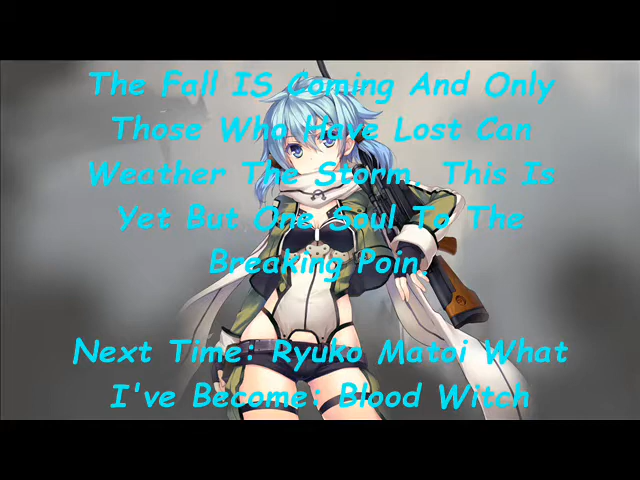 The Fall IS Coming And Only
Those Who Have Lost Can
Weather The Storm. This Is
Yet But One Soul To The
Breaking Poin.
Next Time: Ryuko Matoi What
I've Become: Blood Witch